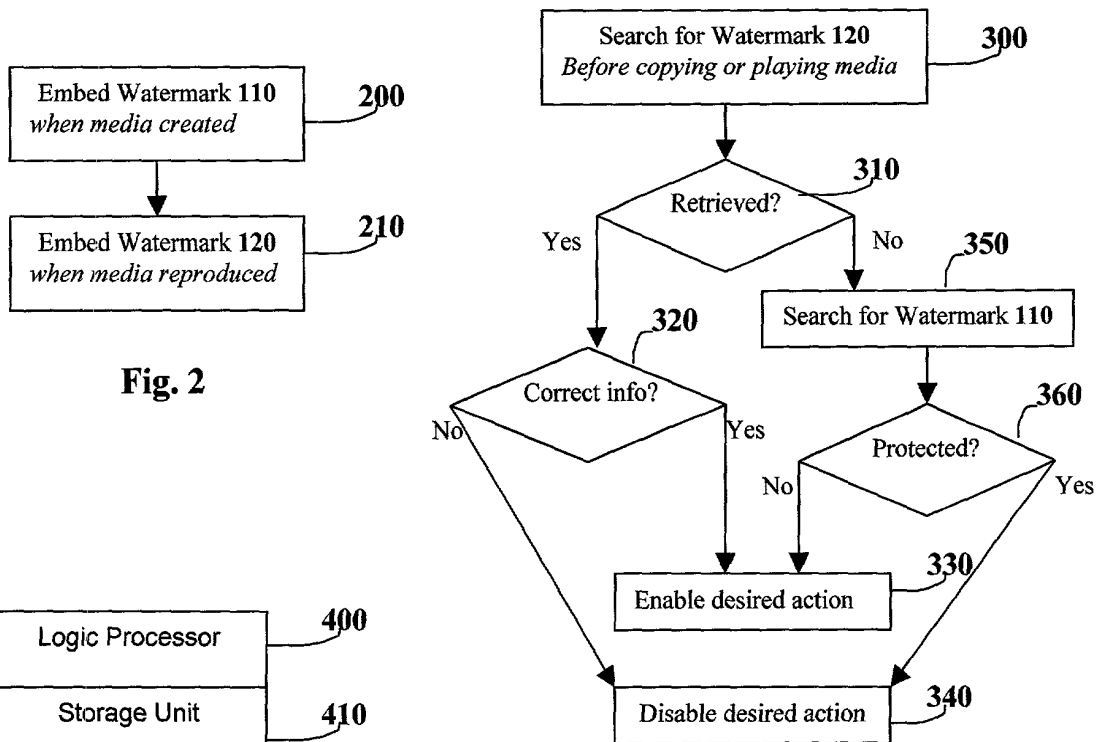 Embed Watermark 110
when media created
200
Embed Watermark 120
when media reproduced
210
Fig. 2
Search for Watermark 120
Before copying or playing media
300
Retrieved?
310
Yes
No
350
Search for Watermark 110
320
Correct info?
No
Yes
360
Protected?
No
Yes
Enable desired action
330
Disable desired action
340
Logic Processor
400
Storage Unit
410